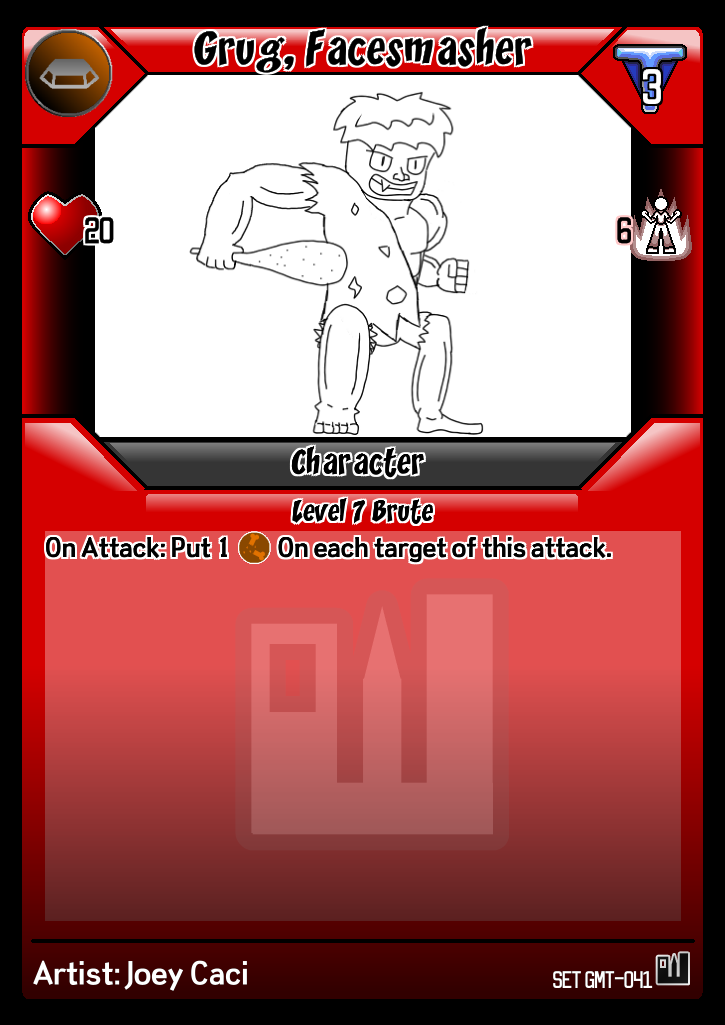 Grug, Facesmasher
3
20
6
Character
Level 7 Brute
On Attack: Put 1 On each target of this attack.
Artist: Joey Caci
SET GMT-041